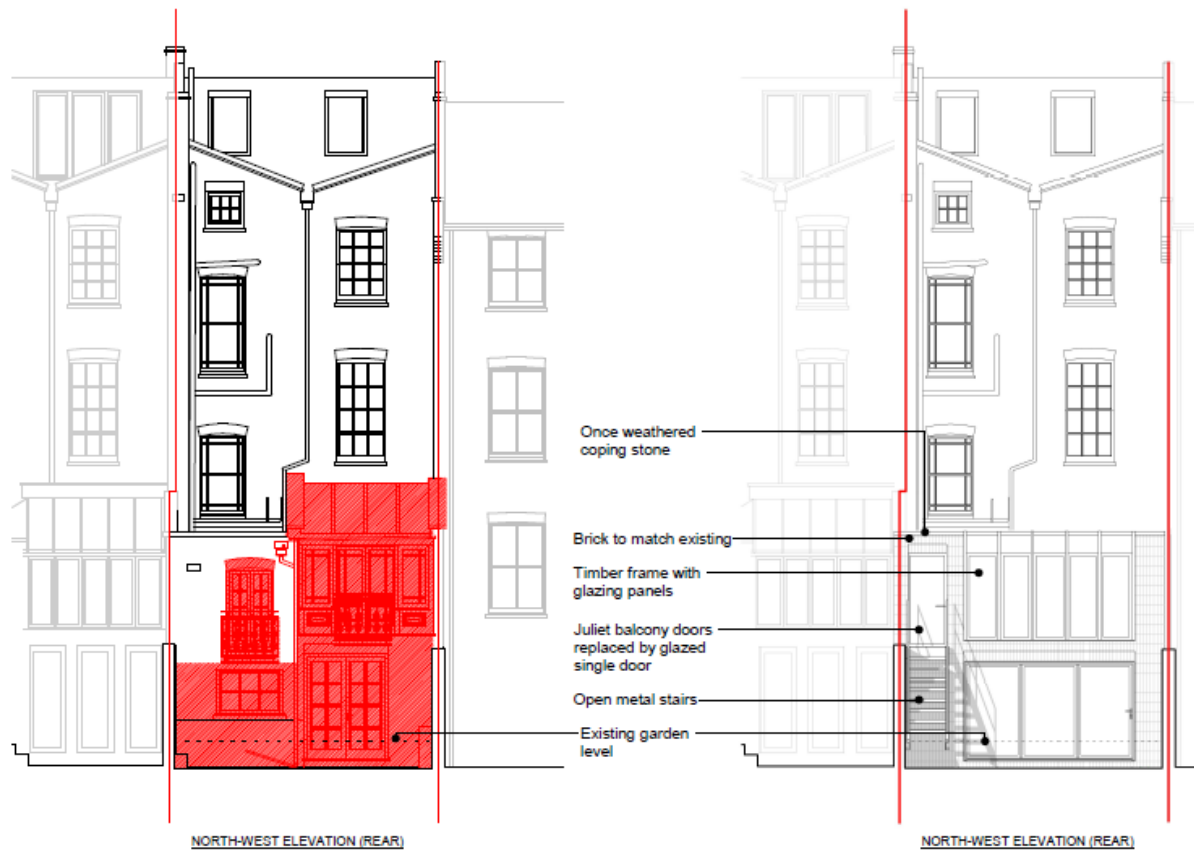 Once weathered
coping stone
Brick to match existing
Timber frame with
glazing panels
Juliet balcony doors
replaced by glazed
single door
Open metal stairs
Existing garden
level
NORTH-WEST ELEVATION (REAR)
NORTH-WEST ELEVATION (REAR)